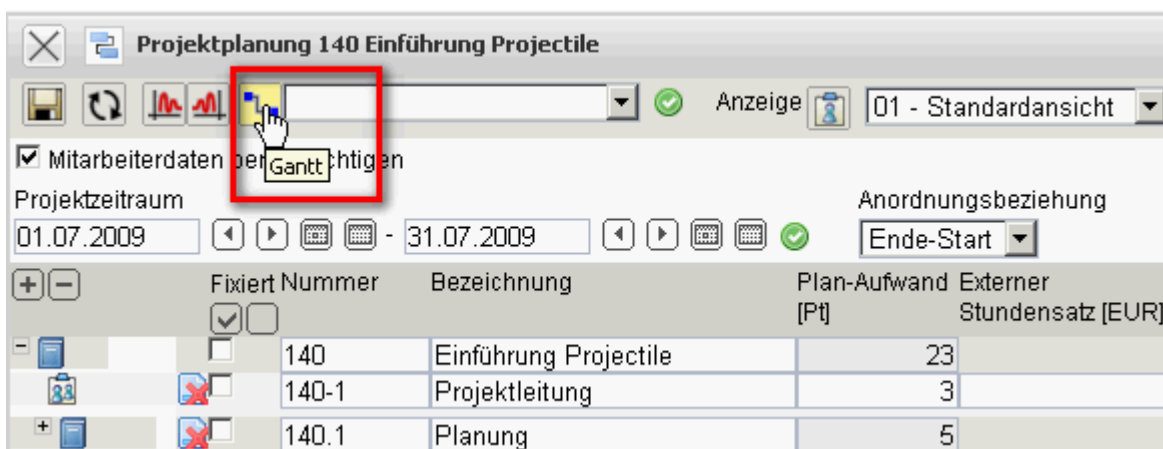 Projektplanung 140 Einführung Projectile
Anzeige 01 - Standardansicht
Mitarbeiterdaten ber chtigen
Gantt
Projektzeitraum Anordnungsbeziehung
01.07.2009 - 31.07.2009 Ende-Start
Fixiert Nummer Bezeichnung Plan-Aufwand Externer
[Pt] Stundensatz [EUR]
140 Einführung Projectile 23
140-1 Projektleitung 3
140.1 Planung 5